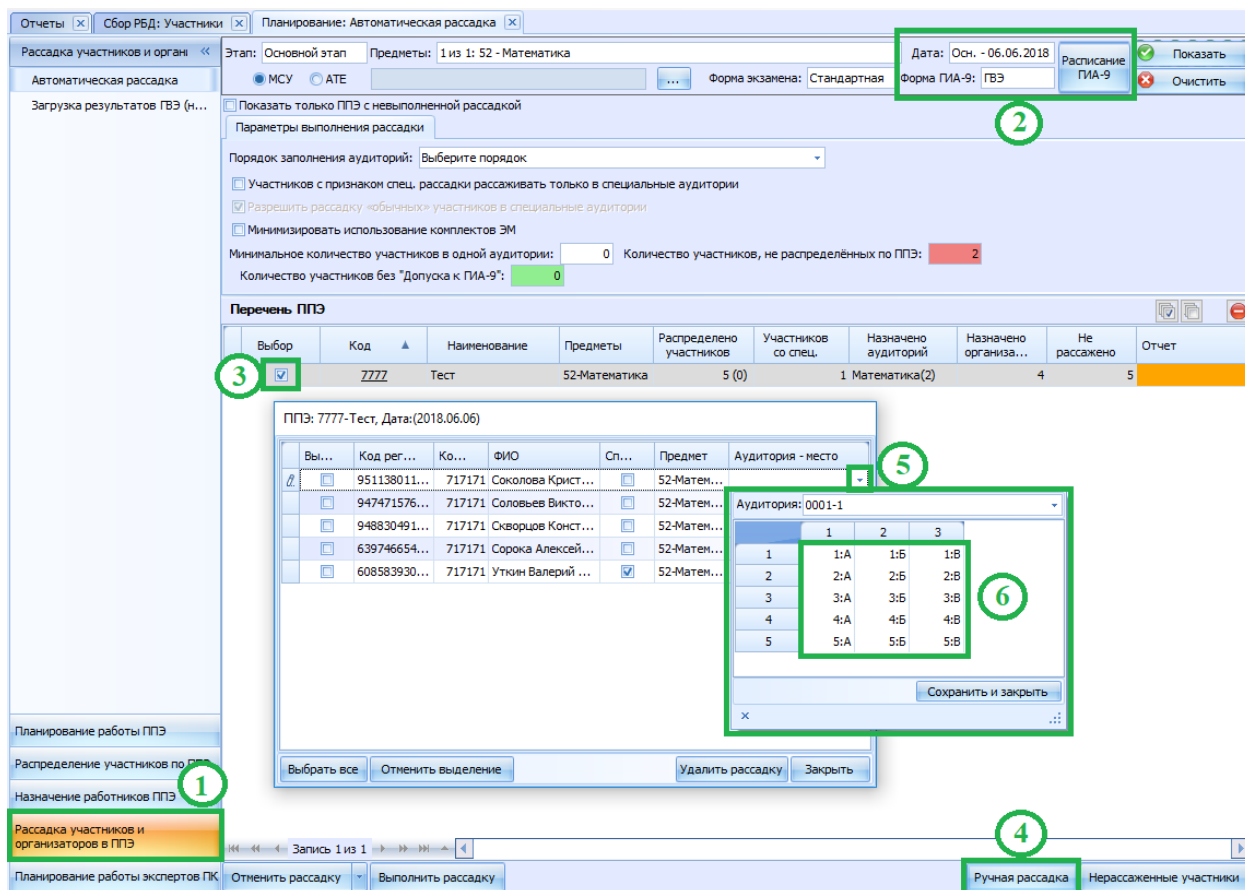 Отчеты Сбор РБД: Участники Планирование: Автоматическая рассадка
Рассадка участников и органи «
Автоматическая рассадка
Загрузка результатов ГВЭ (н...
Этап: Основной этап Предметы: 1 из 1: 52 - Математика Дата: Осн. - 06.06.2018 Расписание ГИА-9 Показать
МСУ АТЕ ... Форма экзамена: Стандартная Форма ГИА-9: ГВЭ Очистить
2
Показать только ППЭ с невыполненной рассадкой
Параметры выполнения рассадки
Порядок заполнения аудиторий: Выберите порядок
Участников с признаком спец. рассадки рассаживать только в специальные аудитории
Разрешить рассадку «обычных» участников в специальные аудитории
Минимизировать использование комплектов ЭМ
Минимальное количество участников в одной аудитории: 0 Количество участников, не распределённых по ППЭ: 2
Количество участников без "Допуска к ГИА-9": 0
Перечень ППЭ
Выбор Код Наименование Предметы Распределено участников Участников со спец. Назначено аудиторий Назначено организа... Не рассажено Отчет
3 7777 Тест 52-Математика 5 (0) 1 Математика(2) 4 5
ППЭ: 7777-Тест, Дата:(2018.06.06)
Вы... Код рег... Ко... ФИО Сп... Предмет Аудитория - место
951138011... 717171 Соколова Крист... 52-Матем...
947471576... 717171 Соловьев Викто... 52-Матем...
948830491... 717171 Скворцов Конст... 52-Матем...
639746654... 717171 Сорока Алексей... 52-Матем...
608583930... 717171 Уткин Валерий ... 52-Матем...
5
Аудитория: 0001-1
1 2 3
1 1:А 1:Б 1:В
2 2:А 2:Б 2:В
3 3:А 3:Б 3:В
4 4:А 4:Б 4:В
5 5:А 5:Б 5:В
6
Сохранить и закрыть
Выбрать все Отменить выделение Удалить рассадку Закрыть
Планирование работы ППЭ
Распределение участников по ППЭ
Назначение работников ППЭ
1
Рассадка участников и
организаторов в ППЭ
Планирование работы экспертов ПК
Запись 1 из 1
4
Отменить рассадку Выполнить рассадку Ручная рассадка Нерассаженные участники